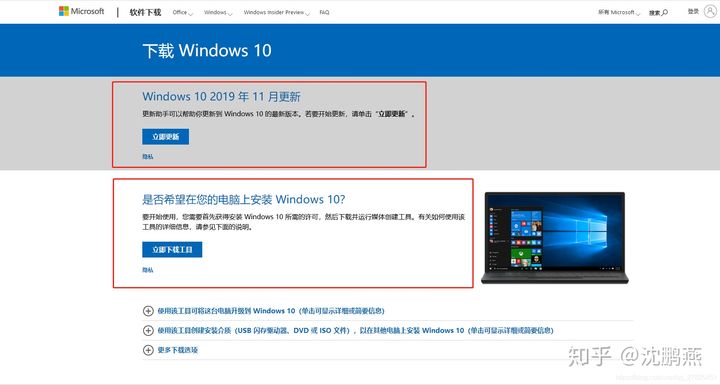 Microsoft 软件下载 Office Windows Windows Insider Preview FAQ 所有 Microsoft 搜索 登录
下载 Windows 10
Windows 10 2019 年 11 月更新
更新助手可以帮助你更新到 Windows 10 的最新版本。若要开始更新，请单击“立即更新”。
立即更新
隐私
是否希望在您的电脑上安装 Windows 10?
要开始使用，您需要首先获得安装 Windows 10 所需的许可，然后下载并运行媒体创建工具。有关如何使用该
工具的详细信息，请参见下面的说明。
立即下载工具
隐私
使用该工具可将这台电脑升级到 Windows 10（单击可显示详细或简要信息）
使用该工具创建安装介质（USB 闪存驱动器、DVD 或 ISO 文件），以在其他电脑上安装 Windows 10（单击可显示详细或简要信息）
更多下载选项
知乎 @沈鹏燕